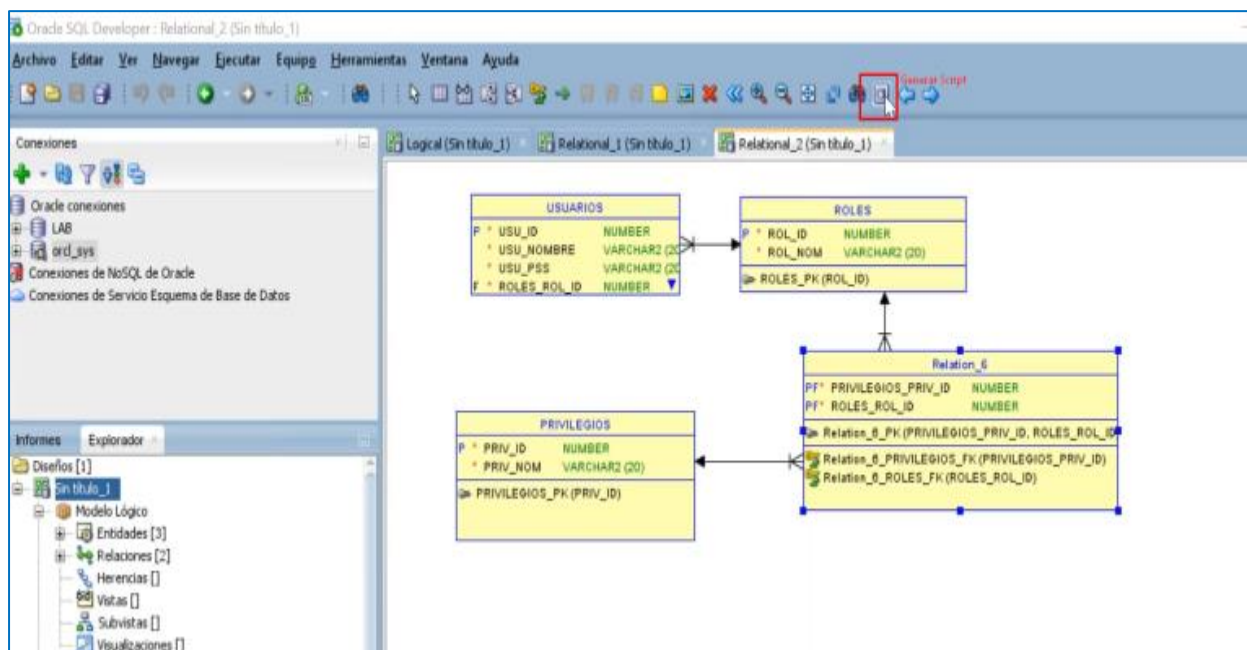 Oracle SQL Developer : Relational_2 (Sin título_1)
Archivo Editar Ver Navegar Ejecutar Equipo Herramientas Ventana Ayuda
Generar Script
Conexiones
Logical (Sin título_1)
Relational_1 (Sin título_1)
Relational_2 (Sin título_1)
Oracle conexiones
LAB
ord_sys
Conexiones de NoSQL de Oracle
Conexiones de Servicio Esquema de Base de Datos
USUARIOS
P * USU_ID NUMBER
* USU_NOMBRE VARCHAR2 (20
* USU_PSS VARCHAR2 (20
F * ROLES_ROL_ID NUMBER
ROLES
P * ROL_ID NUMBER
* ROL_NOM VARCHAR2 (20)
ROLES_PK (ROL_ID)
Relation_6
PF* PRIVILEGIOS_PRIV_ID NUMBER
PF* ROLES_ROL_ID NUMBER
Relation_6_PK (PRIVILEGIOS_PRIV_ID, ROLES_ROL_ID
Relation_6_PRIVILEGIOS_FK (PRIVILEGIOS_PRIV_ID)
Relation_6_ROLES_FK (ROLES_ROL_ID)
PRIVILEGIOS
P * PRIV_ID NUMBER
* PRIV_NOM VARCHAR2 (20)
PRIVILEGIOS_PK (PRIV_ID)
Informes Explorador
Diseños [1]
Sin título_1
Modelo Lógico
Entidades [3]
Relaciones [2]
Herencias []
Vistas []
Subvistas []
Visualizaciones []